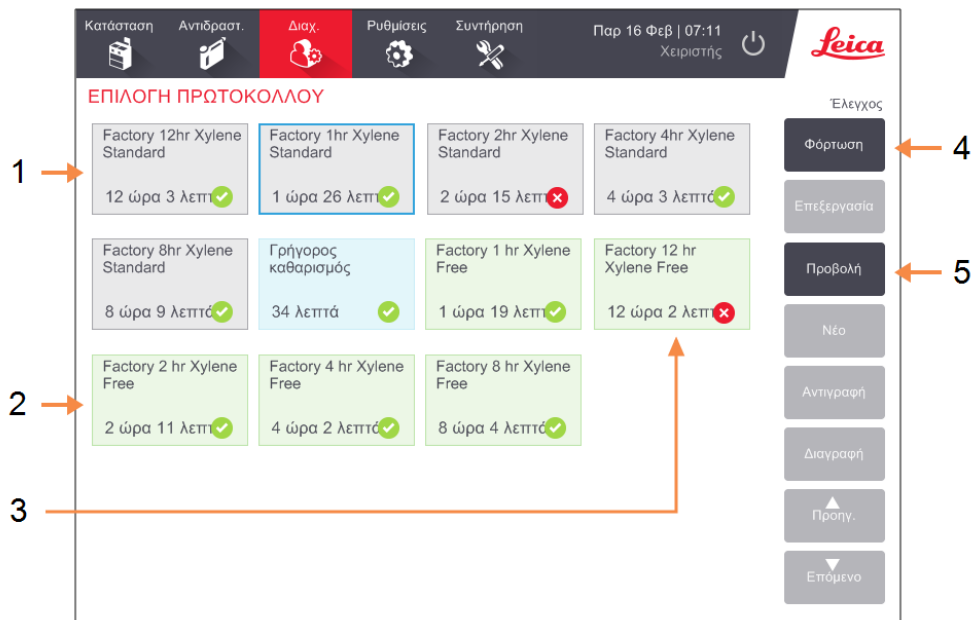 Κατάσταση Αντιδραστ. Διαχ. Ρυθμίσεις Συντήρηση
Παρ 16 Φεβ | 07:11
Χειριστής
Leica
ΕΠΙΛΟΓΗ ΠΡΩΤΟΚΟΛΛΟΥ
Έλεγχος
1
Factory 12hr Xylene
Standard
12 ώρα 3 λεπτ
Factory 1hr Xylene
Standard
1 ώρα 26 λεπτ
Factory 2hr Xylene
Standard
2 ώρα 15 λεπτ
Factory 4hr Xylene
Standard
4 ώρα 3 λεπτά
Φόρτωση
4
Επεξεργασία
Factory 8hr Xylene
Standard
8 ώρα 9 λεπτά
Γρήγορος
καθαρισμός
34 λεπτά
Factory 1 hr Xylene
Free
1 ώρα 19 λεπτ
Factory 12 hr
Xylene Free
12 ώρα 2 λεπτ
Προβολή
5
Νέο
2
Factory 2 hr Xylene
Free
2 ώρα 11 λεπτ
Factory 4 hr Xylene
Free
4 ώρα 2 λεπτά
Factory 8 hr Xylene
Free
8 ώρα 4 λεπτά
Αντιγραφή
Διαγραφή
3
Προηγ.
Επόμενο